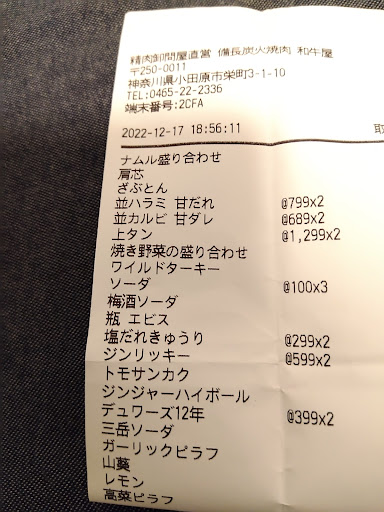 精肉卸問屋直営 備長炭火焼肉 和牛屋
〒250-0011
神奈川県小田原市栄町3-1-10
TEL:0465-22-2336
端末番号:2CFA
2022-12-17 18:56:11 取
ナムル盛り合わせ
肩芯
ざぶとん
並ハラミ 甘だれ @799x2
並カルビ 甘ダレ @689x2
上タン @1,299x2
焼き野菜の盛り合わせ
ワイルドターキー
ソーダ @100x3
梅酒ソーダ
瓶 エビス
塩だれきゅうり @299x2
ジンリッキー @599x2
トモサンカク
ジンジャーハイボール
デュワーズ12年 @399x2
三岳ソーダ
ガーリックピラフ
山葵
レモン
高菜ピラフ